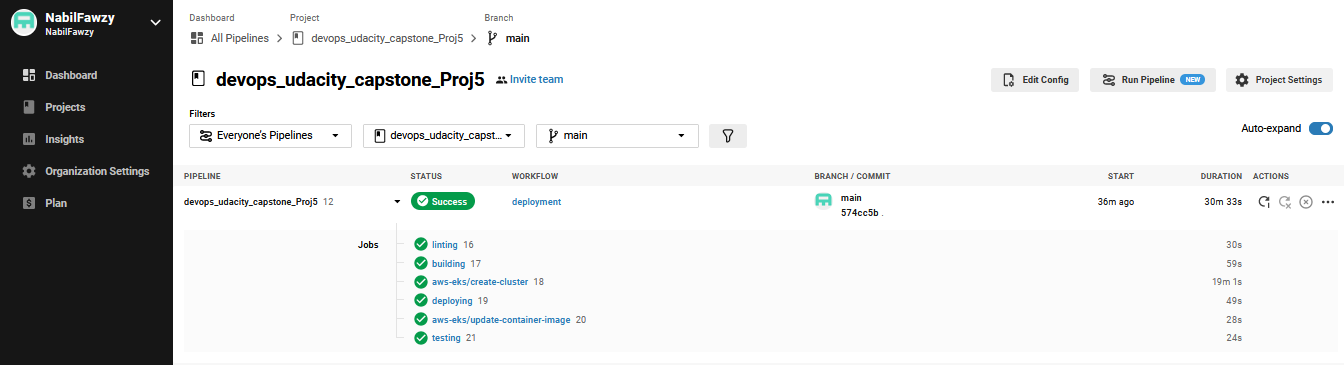 NabilFawzy
NabilFawzy
Dashboard
Projects
Insights
Organization Settings
Plan
Dashboard Project Branch
All Pipelines devops_udacity_capstone_Proj5 main
devops_udacity_capstone_Proj5 Invite team
Edit Config Run Pipeline NEW Project Settings
Filters
Everyone's Pipelines devops_udacity_capst... main
Auto-expand
PIPELINE STATUS WORKFLOW BRANCH / COMMIT START DURATION ACTIONS
devops_udacity_capstone_Proj5 12 Success deployment main 36m ago 30m 33s
574cc5b .
Jobs linting 16 30s
building 17 59s
aws-eks/create-cluster 18 19m 1s
deploying 19 49s
aws-eks/update-container-image 20 28s
testing 21 24s